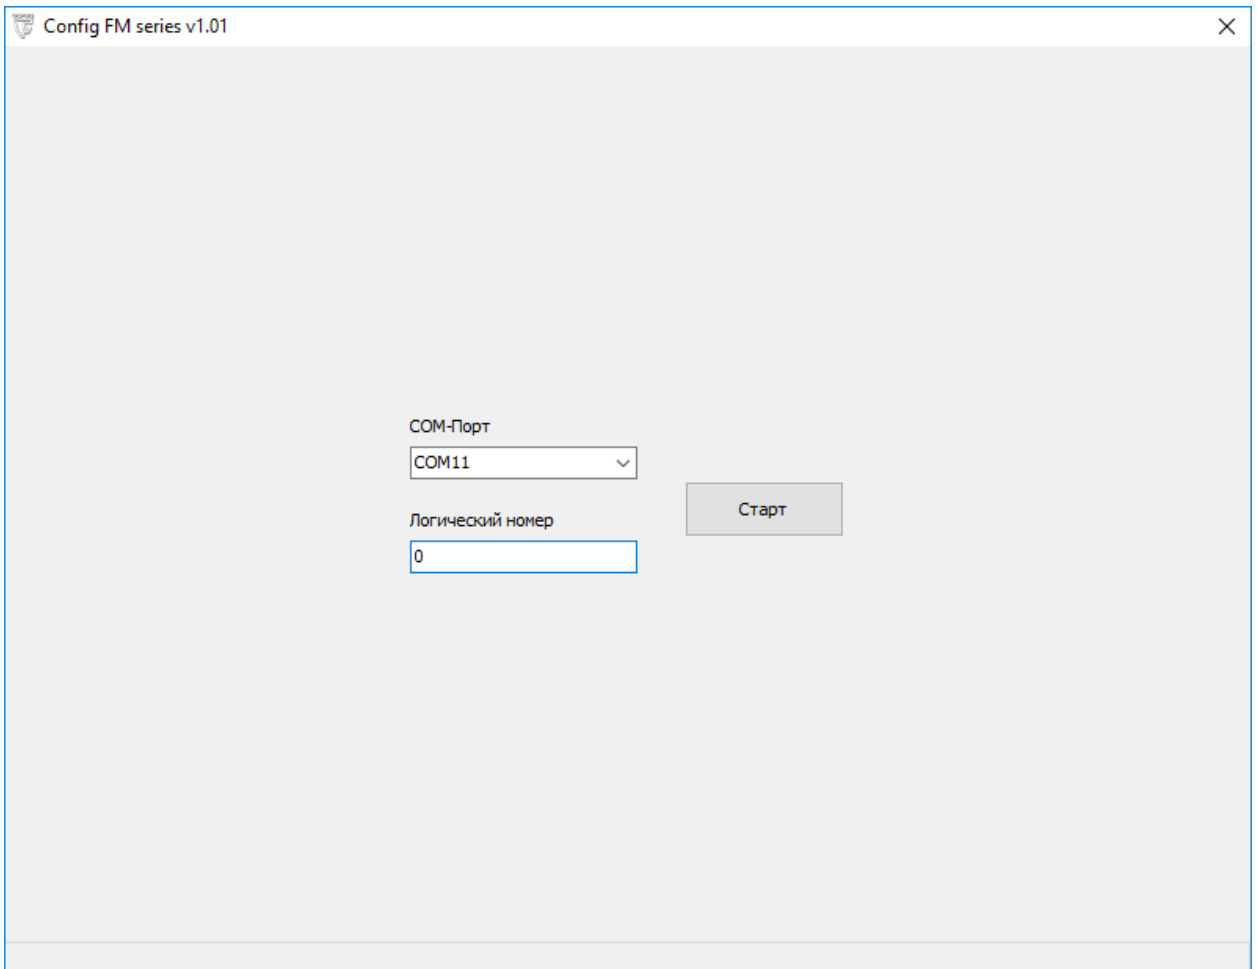 Config FM series v1.01
COM-Порт
COM11
Старт
Логический номер
0